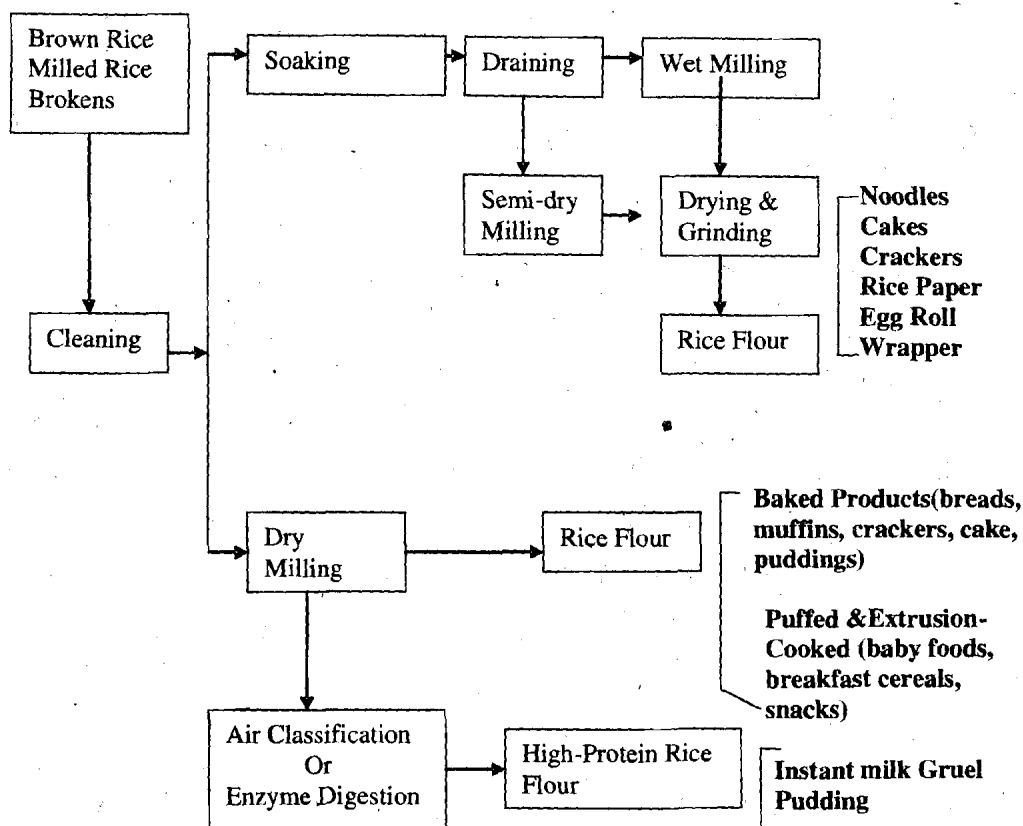 Brown Rice
Milled Rice
Brokens
Soaking
Draining
Wet Milling
Semi-dry
Milling
Drying &
Grinding
Noodles
Cakes
Crackers
Rice Paper
Egg Roll
Wrapper
Cleaning
Rice Flour
Dry
Milling
Rice Flour
Baked Products(breads,
muffins, crackers, cake,
puddings)
Puffed &Extrusion-
Cooked (baby foods,
breakfast cereals,
snacks)
Air Classification
Or
Enzyme Digestion
High-Protein Rice
Flour
Instant milk Gruel
Pudding